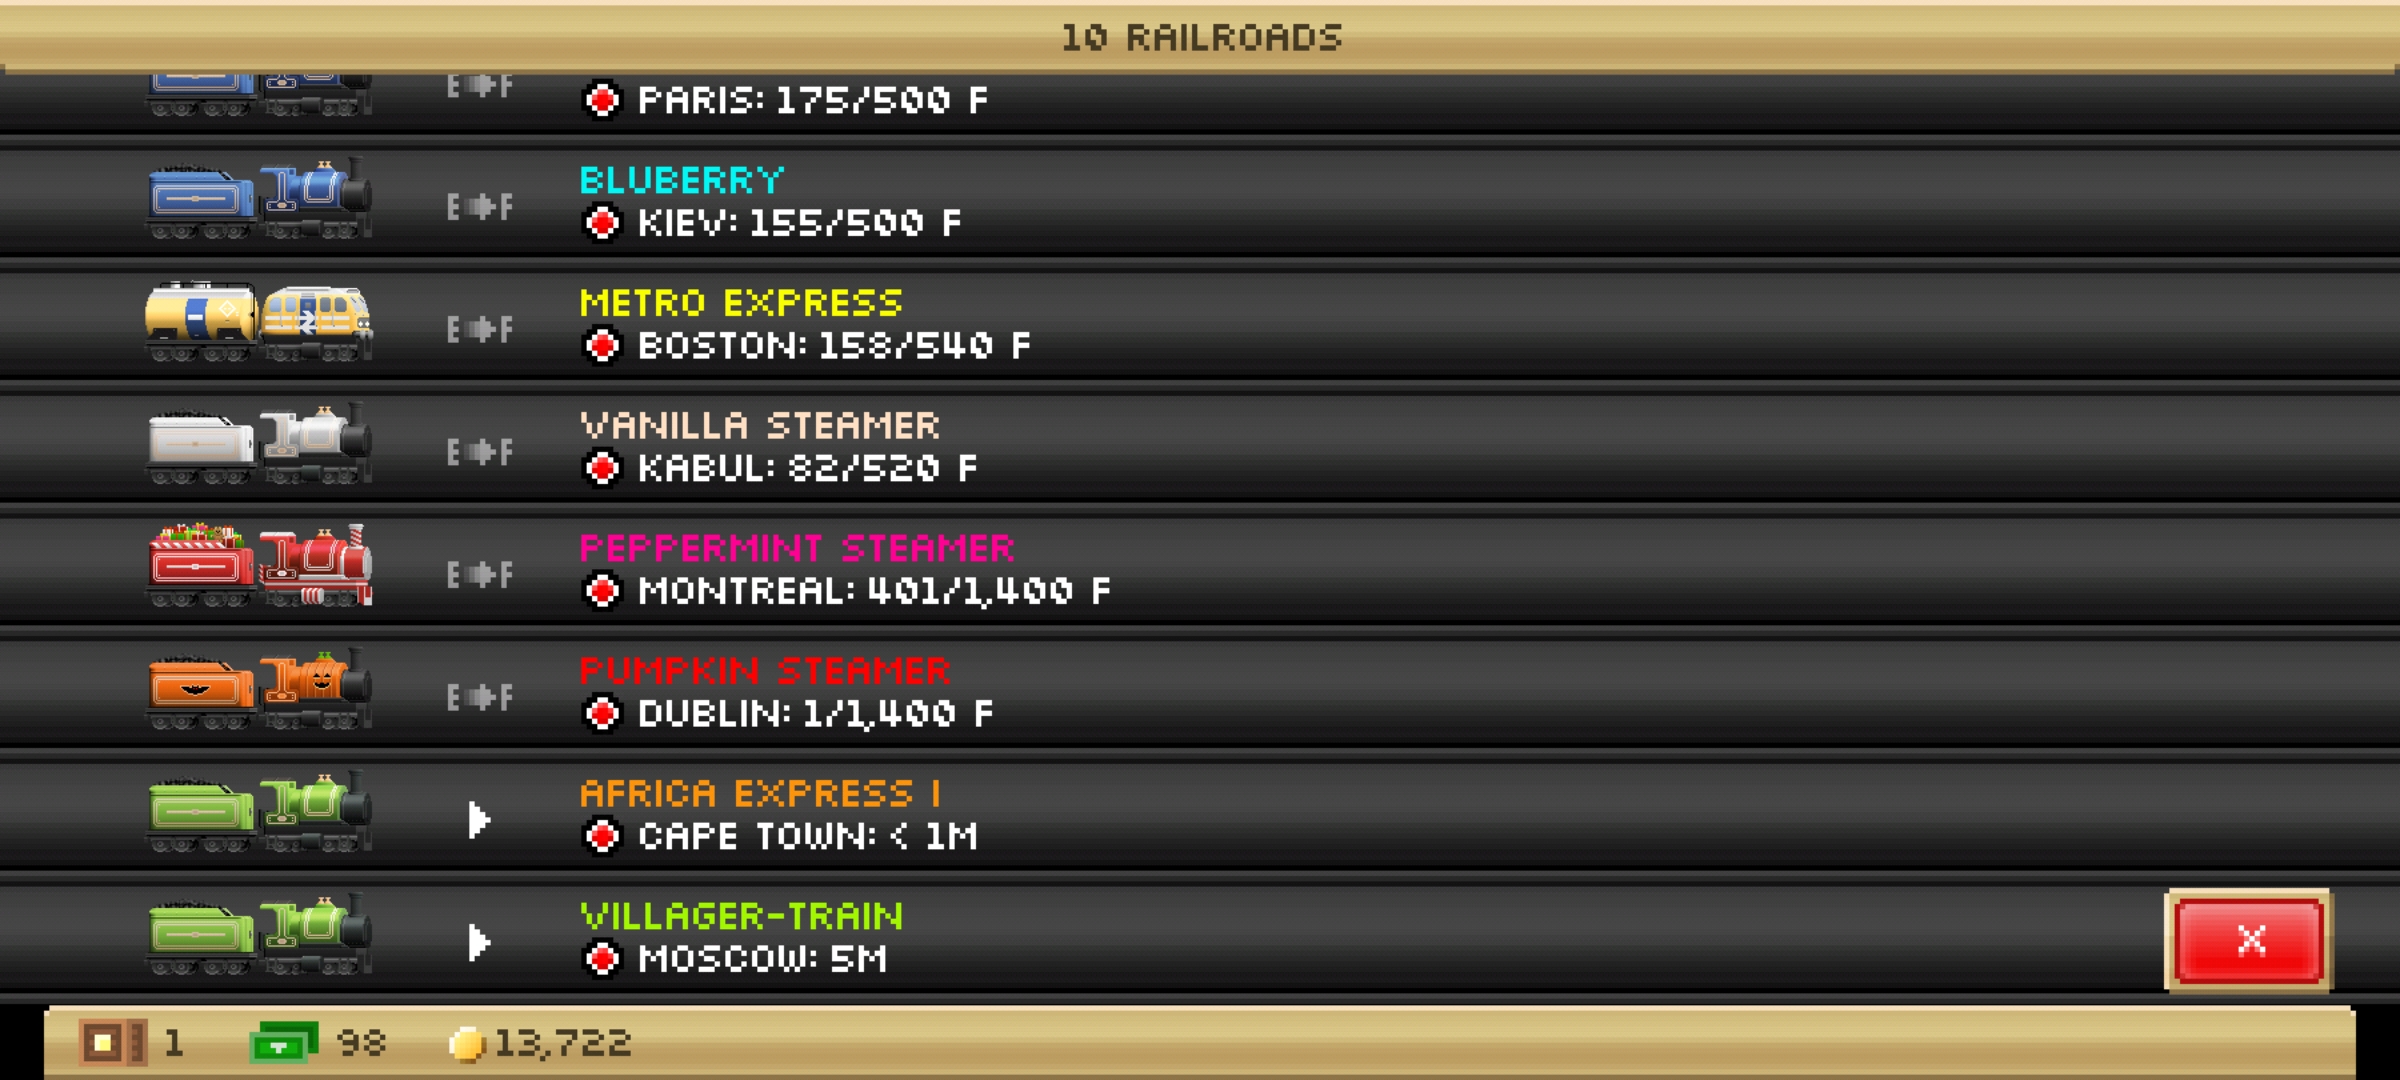 10 RAILROADS
E F
PARIS: 175/500 F
BLUBERRY
E F
KIEV: 155/500 F
METRO EXPRESS
E F
BOSTON: 158/540 F
VANILLA STEAMER
E F
KABUL: 82/520 F
PEPPERMINT STEAMER
E F
MONTREAL: 401/1,400 F
PUMPKIN STEAMER
E F
DUBLIN: 1/1,400 F
AFRICA EXPRESS I
CAPE TOWN: < 1M
VILLAGER-TRAIN
MOSCOW: 5M
X
1 98 13,722